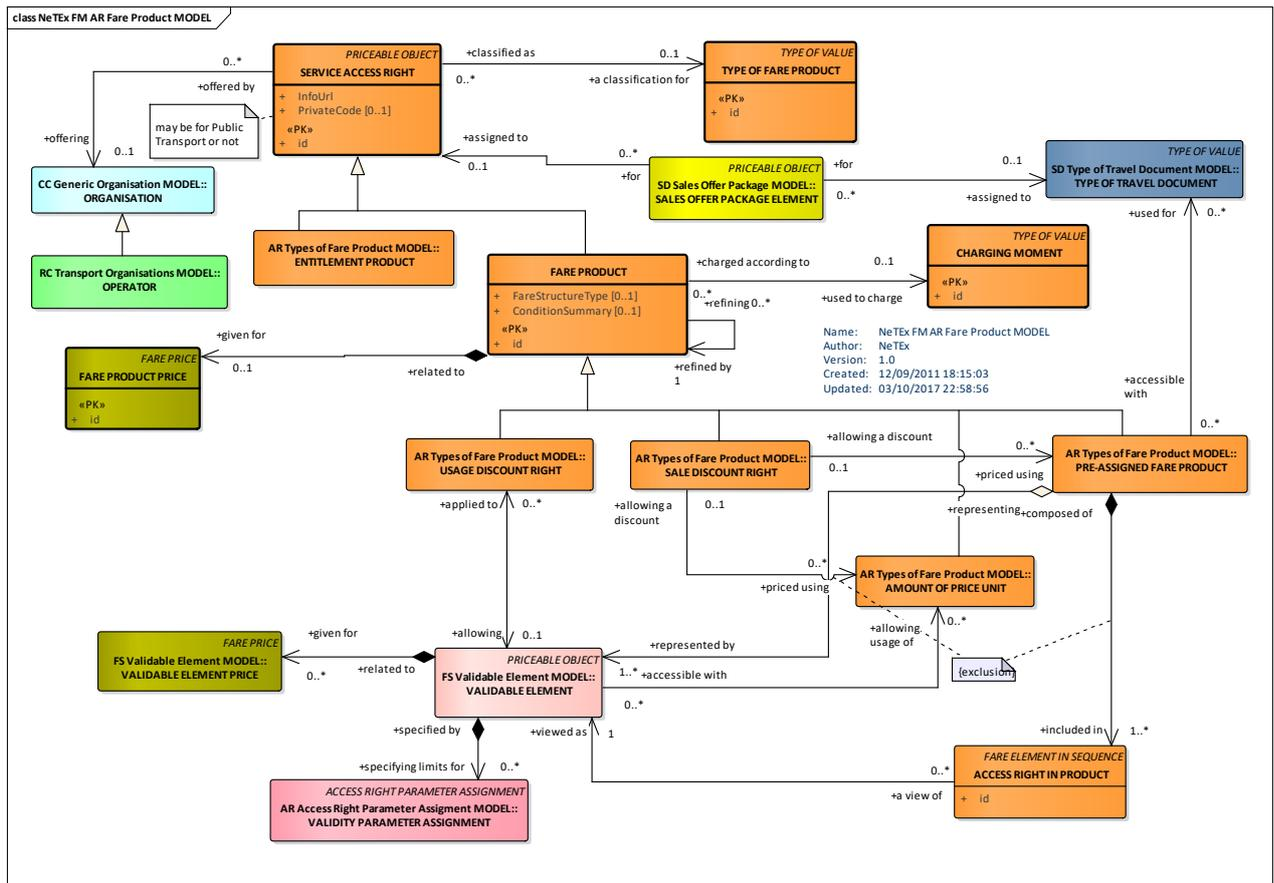 class NeTEx FM AR Fare Product MODEL
PRICEABLE OBJECT
SERVICE ACCESS RIGHT
+ InfoUrl
+ PrivateCode [0..1]
«PK»
+ id
+classified as
0..1
0..*
+a classification for
TYPE OF VALUE
TYPE OF FARE PRODUCT
«PK»
+ id
0..*
+offered by
may be for Public
Transport or not
+offering
0..1
CC Generic Organisation MODEL::
ORGANISATION
RC Transport Organisations MODEL::
OPERATOR
+assigned to
0..1
0..*
+for
PRICEABLE OBJECT
SD Sales Offer Package MODEL::
SALES OFFER PACKAGE ELEMENT
+for
0..*
0..1
+assigned to
TYPE OF VALUE
SD Type of Travel Document MODEL::
TYPE OF TRAVEL DOCUMENT
+used for
0..*
AR Types of Fare Product MODEL::
ENTITLEMENT PRODUCT
FARE PRODUCT
+ FareStructureType [0..1]
+ ConditionSummary [0..1]
«PK»
+ id
+charged according to
0..1
0..*
+used to charge
TYPE OF VALUE
CHARGING MOMENT
«PK»
+ id
+refining 0..*
+refined by
1
Name: NeTEx FM AR Fare Product MODEL
Author: NeTEx
Version: 1.0
Created: 12/09/2011 18:15:03
Updated: 03/10/2017 22:58:56
+given for
0..1
+related to
FARE PRICE
FARE PRODUCT PRICE
«PK»
+ id
+accessible
with
0..*
AR Types of Fare Product MODEL::
USAGE DISCOUNT RIGHT
AR Types of Fare Product MODEL::
SALE DISCOUNT RIGHT
+allowing a discount
0..*
0..1
+priced using
AR Types of Fare Product MODEL::
PRE-ASSIGNED FARE PRODUCT
+applied to
0..*
+allowing a
discount
0..1
+representing
+composed of
0..*
+priced using
AR Types of Fare Product MODEL::
AMOUNT OF PRICE UNIT
+allowing
usage of
0..*
{exclusion}
FARE PRICE
FS Validable Element MODEL::
VALIDABLE ELEMENT PRICE
+given for
0..*
+related to
+allowing
0..1
PRICEABLE OBJECT
FS Validable Element MODEL::
VALIDABLE ELEMENT
+represented by
1..*
+accessible with
0..*
+specified by
+viewed as
1
+included in
1..*
+specifying limits for
0..*
ACCESS RIGHT PARAMETER ASSIGNMENT
AR Access Right Parameter Assigment MODEL::
VALIDITY PARAMETER ASSIGNMENT
0..*
+a view of
FARE ELEMENT IN SEQUENCE
ACCESS RIGHT IN PRODUCT
+ id